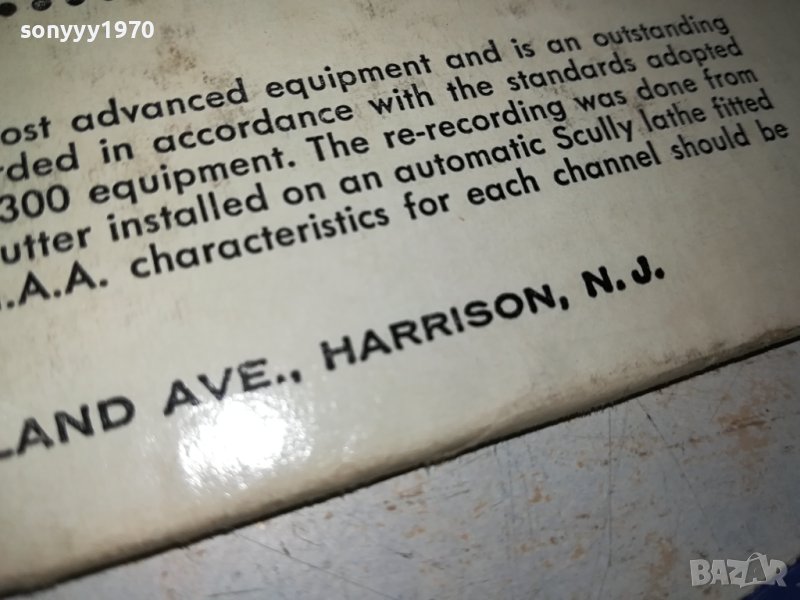 sonyyy1970
ost advanced equipment and is an outstanding
rded in accordance with the standards adopted
300 equipment. The re-recording was done from
utter installed on an automatic Scully lathe fitted
.A.A. characteristics for each channel should be
LAND AVE., HARRISON, N.J.
BAZAR